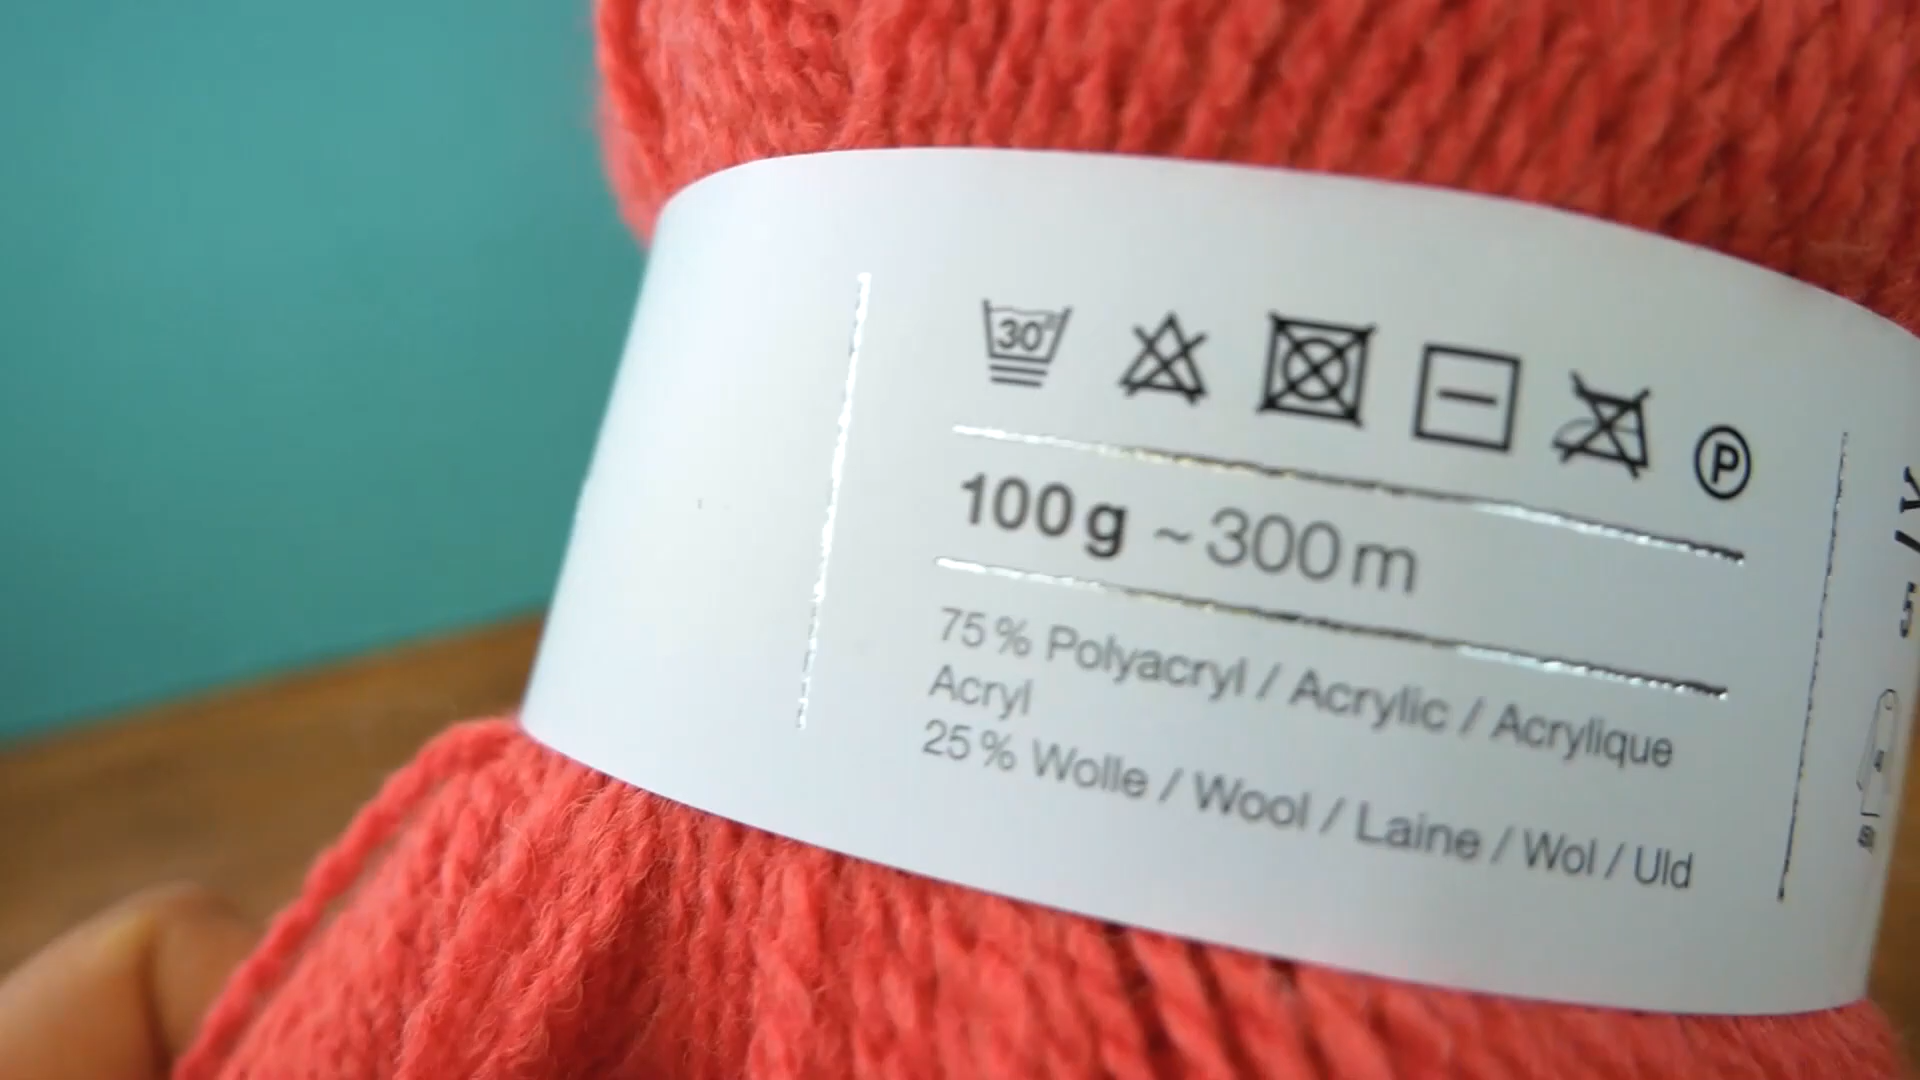 30°
P
100 g ~ 300 m
75 % Polyacryl / Acrylic / Acrylique
Acryl
25 % Wolle / Wool / Laine / Wol / Uld